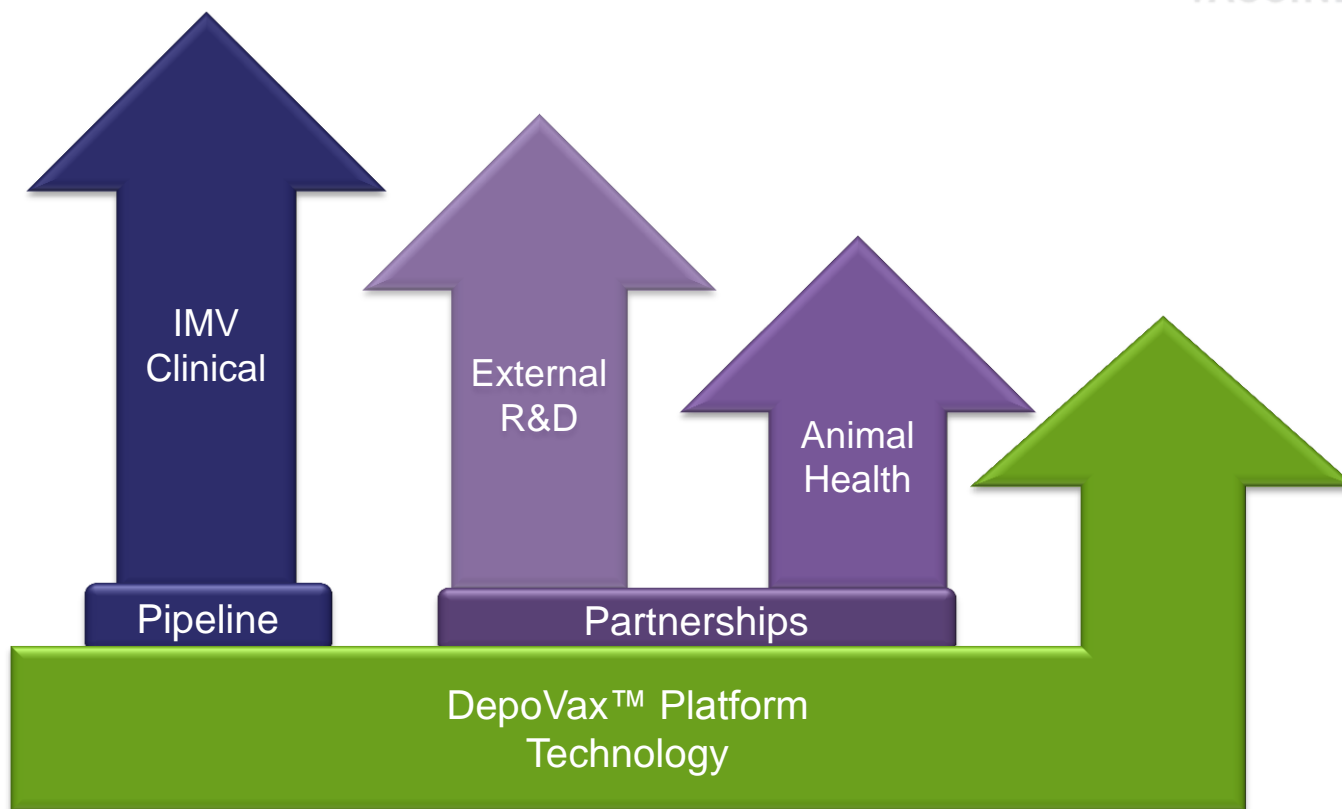 IMV
Clinical
External
R&D
Animal
Health
Pipeline
Partnerships
DepoVax™ Platform
Technology